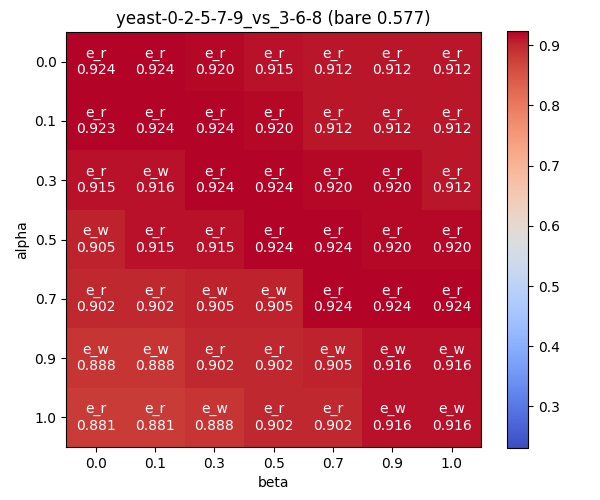 yeast-0-2-5-7-9_vs_3-6-8 (bare 0.577)
0.0 e_r e_r e_r e_r e_r e_r e_r
0.924 0.924 0.920 0.915 0.912 0.912 0.912
0.1 e_r e_r e_r e_r e_r e_r e_r
0.923 0.924 0.924 0.920 0.912 0.912 0.912
0.3 e_r e_w e_r e_r e_r e_r e_r
0.915 0.916 0.924 0.924 0.920 0.920 0.912
0.5 e_w e_r e_r e_r e_r e_r e_r
0.905 0.915 0.915 0.924 0.924 0.920 0.920
0.7 e_r e_r e_w e_w e_r e_r e_r
0.902 0.902 0.905 0.905 0.924 0.924 0.924
0.9 e_w e_w e_r e_r e_w e_w e_w
0.888 0.888 0.902 0.902 0.905 0.916 0.916
1.0 e_r e_r e_w e_r e_r e_w e_w
0.881 0.881 0.888 0.902 0.902 0.916 0.916
0.0 0.1 0.3 0.5 0.7 0.9 1.0
beta
alpha
0.9
0.8
0.7
0.6
0.5
0.4
0.3